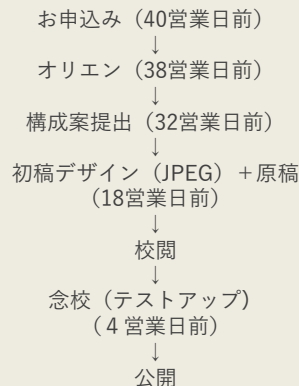 お申込み（40営業日前）
↓
オリエン（38営業日前）
↓
構成案提出（32営業日前）
↓
初稿デザイン（JPEG）＋原稿
（18営業日前）
↓
校閲
↓
念校（テストアップ)
（４営業日前）
↓
公開